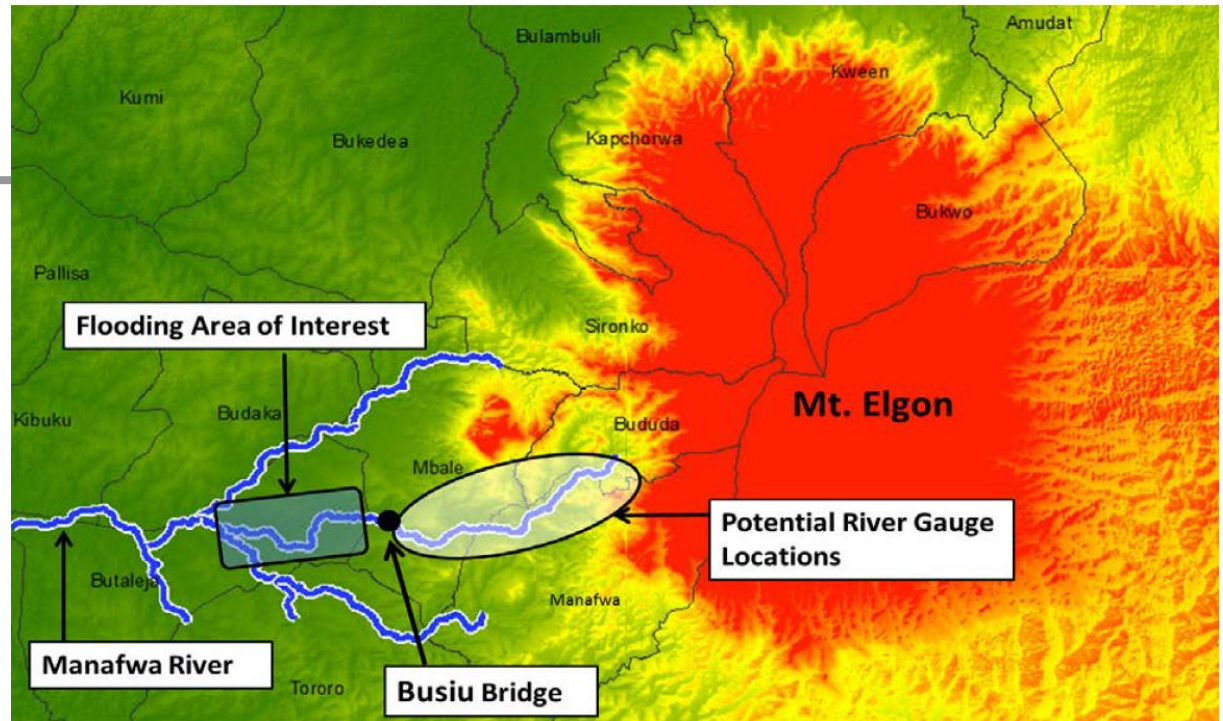 Amudat
Bulambuli
Kween
Kumi
Bukedea
Kapchorwa
Bukwo
Pallisa
Flooding Area of Interest
Sironko
Mt. Elgon
Kibuku
Budaka
Bududa
Mbale
Potential River Gauge
Locations
Butaleja
Manafwa
Manafwa River
Tororo
Busiu Bridge